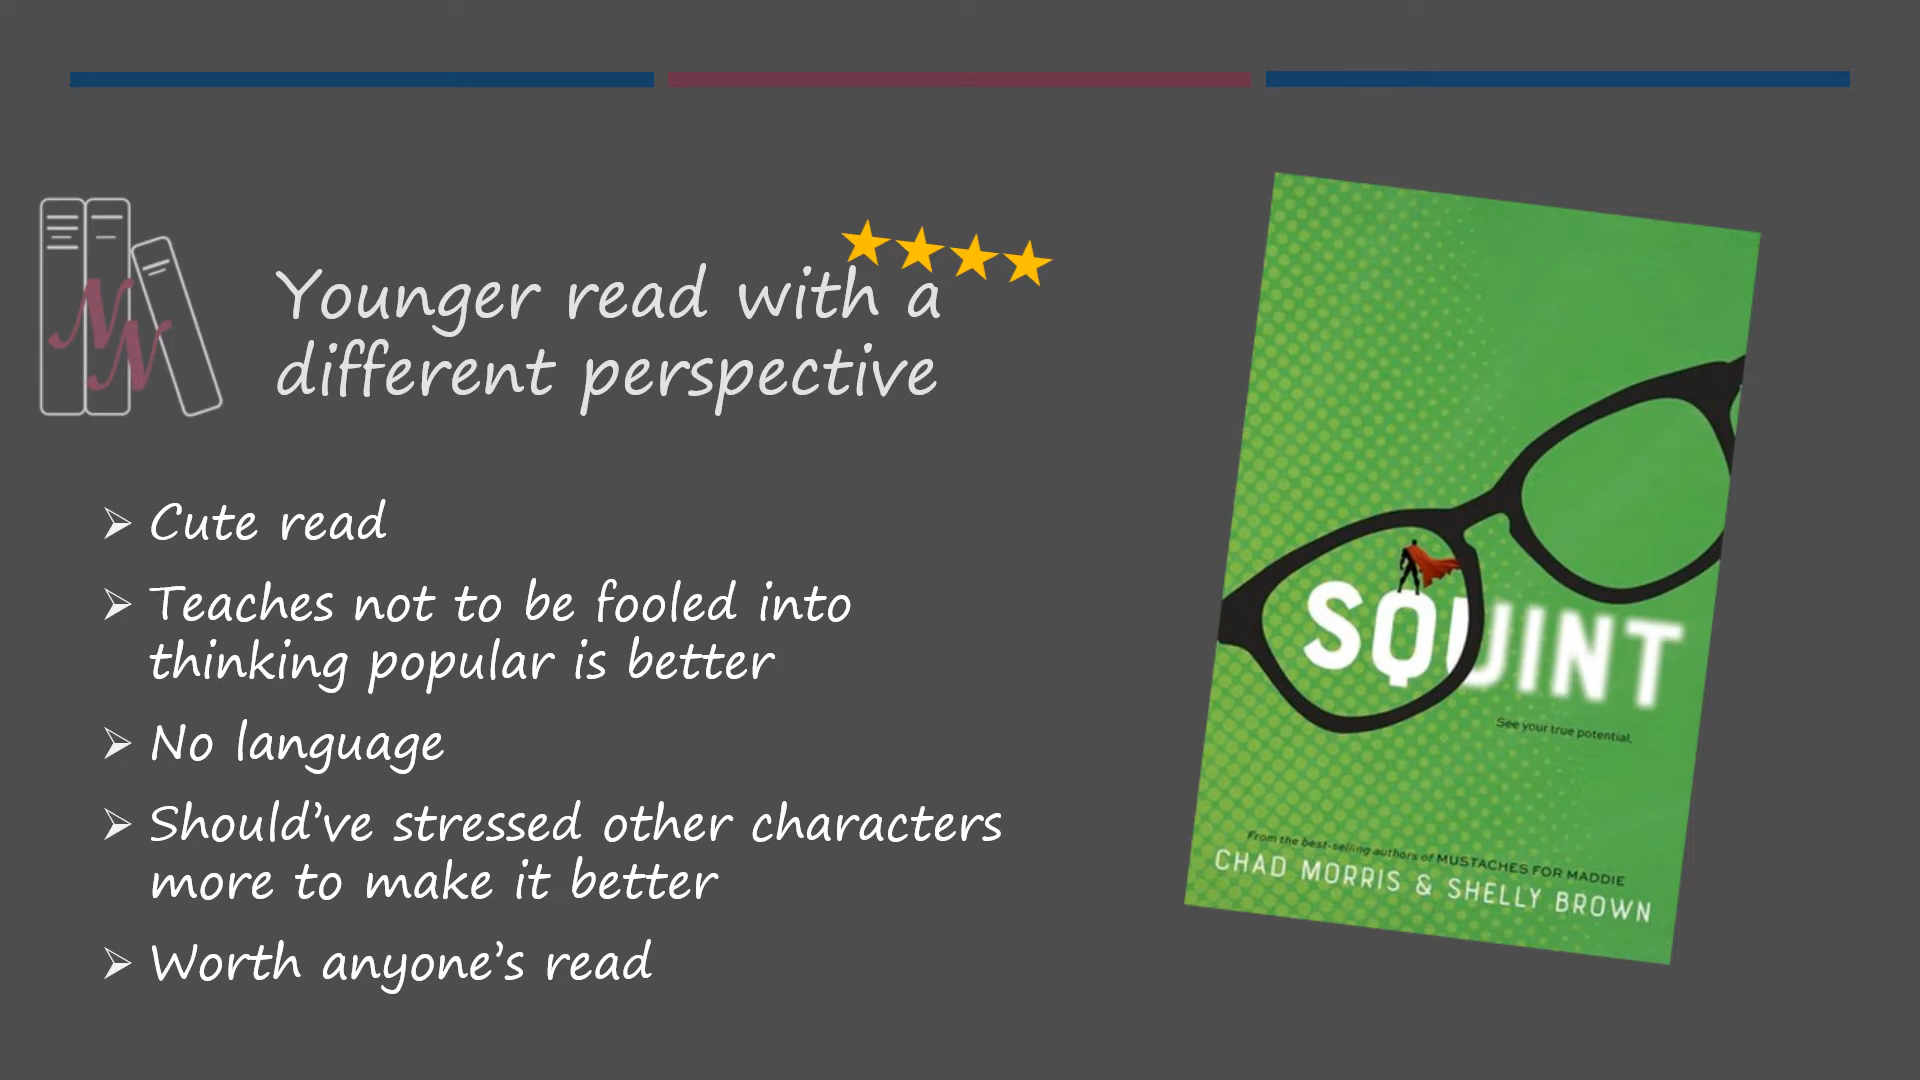 Younger read with a
different perspective
➢ Cute read
➢ Teaches not to be fooled into
thinking popular is better
➢ No language
➢ Should’ve stressed other characters
more to make it better
➢ Worth anyone’s read
NN
SQUINT
See your true potential.
From the best-selling authors of MUSTACHES FOR MADDIE
CHAD MORRIS & SHELLY BROWN